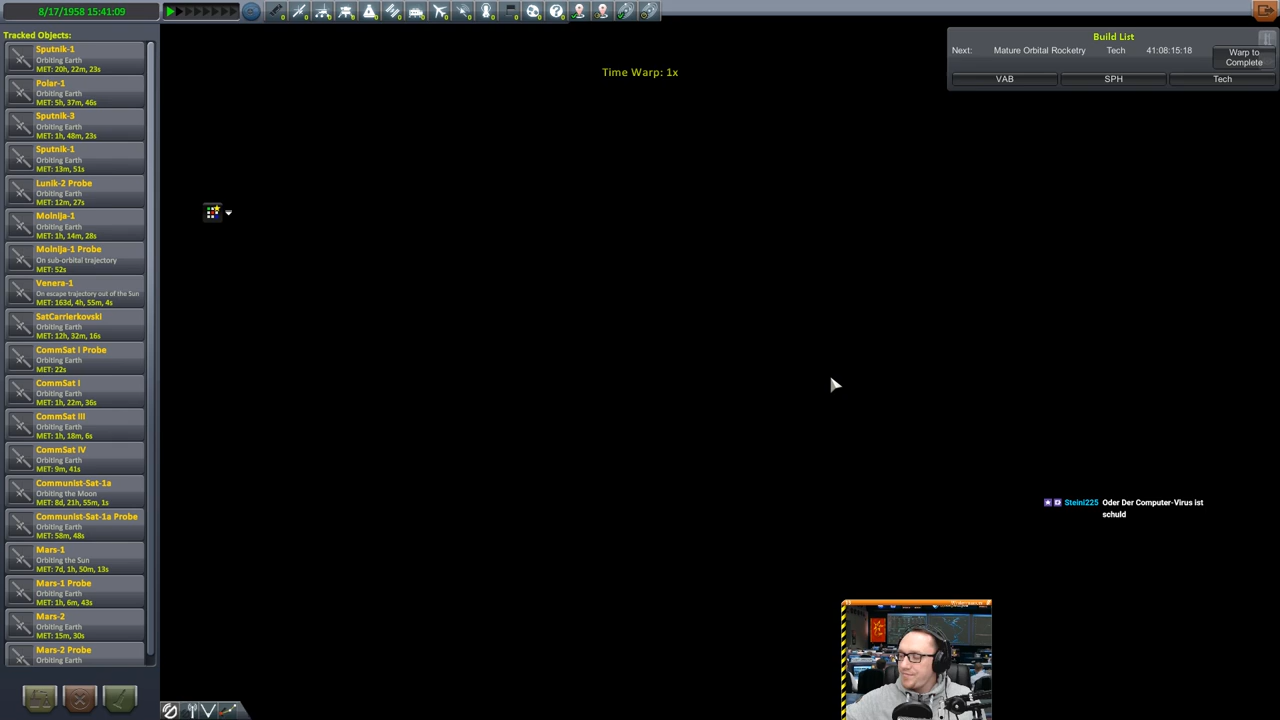 8/17/1958 15:41:09
Tracked Objects:
Sputnik-1
Orbiting Earth
MET: 20h, 22m, 23s
Polar-1
Orbiting Earth
MET: 5h, 37m, 46s
Sputnik-3
Orbiting Earth
MET: 1h, 48m, 23s
Sputnik-1
Orbiting Earth
MET: 13m, 51s
Lunik-2 Probe
Orbiting Earth
MET: 12m, 27s
Molnija-1
Orbiting Earth
MET: 1h, 14m, 28s
Molnija-1 Probe
On sub-orbital trajectory
MET: 52s
Venera-1
On escape trajectory out of the Sun
MET: 163d, 4h, 55m, 4s
SatCarrierkovski
Orbiting Earth
MET: 12h, 32m, 16s
CommSat I Probe
Orbiting Earth
MET: 22s
CommSat I
Orbiting Earth
MET: 1h, 22m, 36s
CommSat III
Orbiting Earth
MET: 1h, 18m, 6s
CommSat IV
Orbiting Earth
MET: 9m, 41s
Communist-Sat-1a
Orbiting the Moon
MET: 8d, 21h, 55m, 1s
Communist-Sat-1a Probe
Orbiting Earth
MET: 58m, 48s
Mars-1
Orbiting the Sun
MET: 7d, 1h, 50m, 13s
Mars-1 Probe
Orbiting Earth
MET: 1h, 6m, 43s
Mars-2
Orbiting Earth
MET: 15m, 30s
Mars-2 Probe
Orbiting Earth
Time Warp: 1x
Build List
Next: Mature Orbital Rocketry Tech 41:08:15:18
Warp to
Complete
VAB SPH Tech
Steini225 Oder Der Computer-Virus ist
schuld